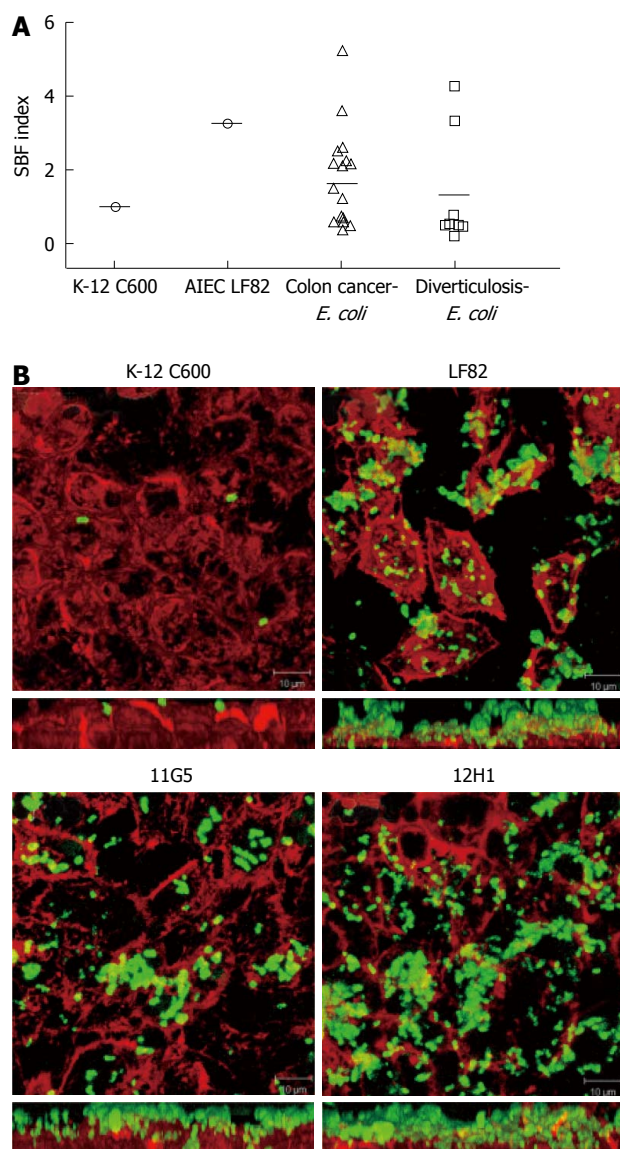 A
6
4
2
0
SBF index
K-12 C600
AIEC LF82
Colon cancer-
E. coli
Diverticulosis-
E. coli
B
K-12 C600
LF82
10 µm
10 µm
11G5
12H1
10 µm
10 µm